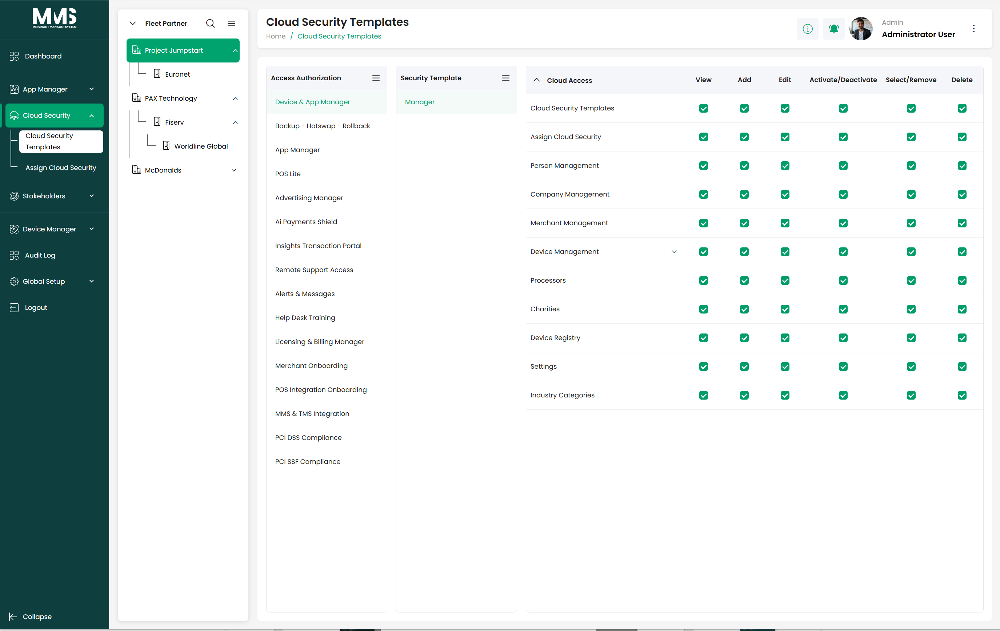 MMS
MERCHANT MANAGER SYSTEM
Dashboard
App Manager
Cloud Security
Cloud Security
Templates
Assign Cloud Security
Stakeholders
Device Manager
Audit Log
Global Setup
Logout
Collapse
Fleet Partner
Project Jumpstart
Euronet
PAX Technology
Fiserv
Worldline Global
McDonalds
Cloud Security Templates
Home / Cloud Security Templates
Admin
Administrator User
Access Authorization
Device & App Manager
Backup - Hotswap - Rollback
App Manager
POS Lite
Advertising Manager
Ai Payments Shield
Insights Transaction Portal
Remote Support Access
Alerts & Messages
Help Desk Training
Licensing & Billing Manager
Merchant Onboarding
POS Integration Onboarding
MMS & TMS Integration
PCI DSS Compliance
PCI SSF Compliance
Security Template
Manager
Cloud Access View Add Edit Activate/Deactivate Select/Remove Delete
Cloud Security Templates
Assign Cloud Security
Person Management
Company Management
Merchant Management
Device Management
Processors
Charities
Device Registry
Settings
Industry Categories